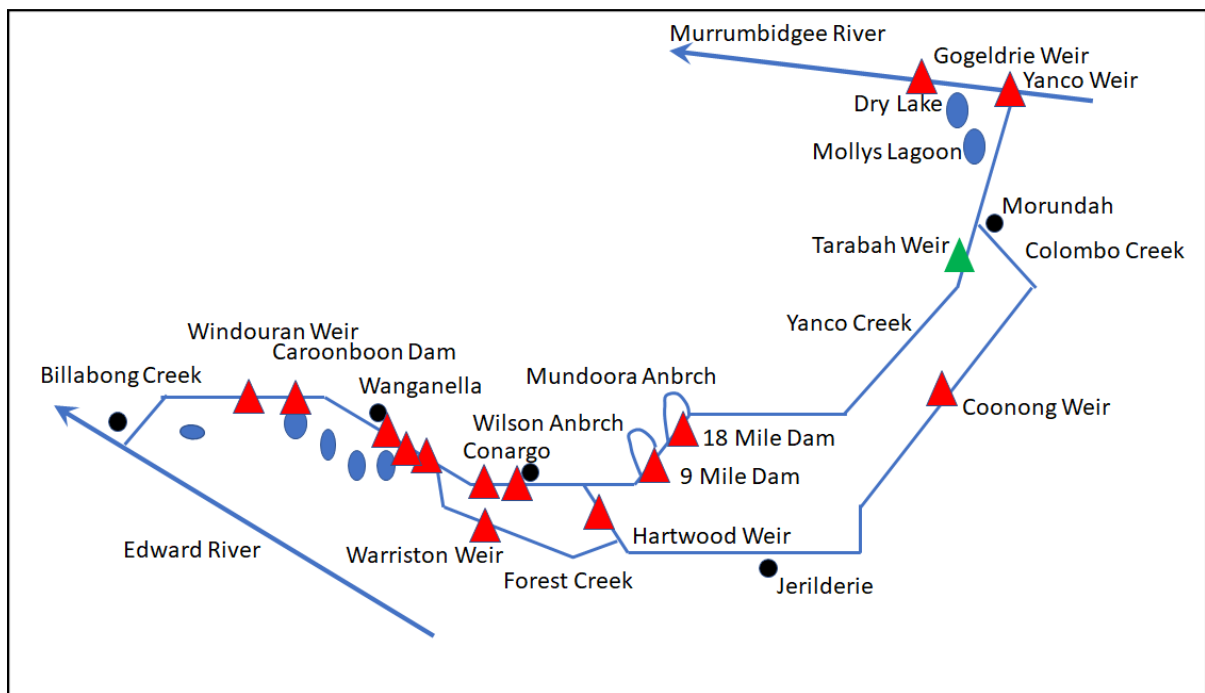 Murrumbidgee River
Gogeldrie Weir
Yanco Weir
Dry Lake
Mollys Lagoon
Morundah
Tarabah Weir
Colombo Creek
Yanco Creek
Windouran Weir
Caroonboon Dam
Billabong Creek
Wanganella
Mundoora Anbrch
Wilson Anbrch
Coonong Weir
18 Mile Dam
Conargo
9 Mile Dam
Edward River
Warriston Weir
Hartwood Weir
Forest Creek
Jerilderie